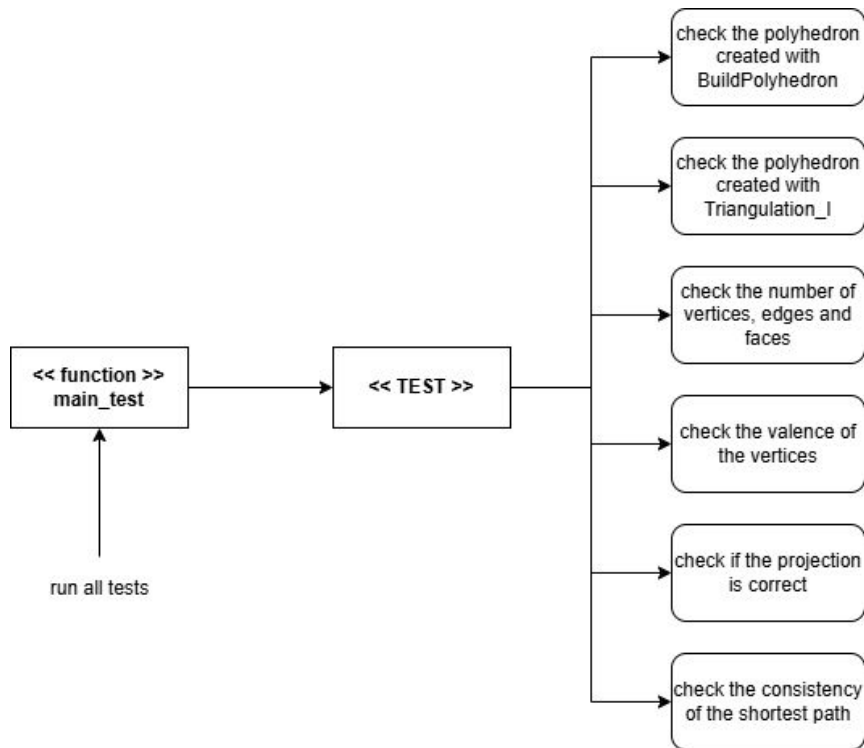 check the polyhedron
created with
BuildPolyhedron
check the polyhedron
created with
Triangulation_I
check the number of
vertices, edges and
faces
<< function >>
main_test
<< TEST >>
check the valence of
the vertices
check if the projection
is correct
run all tests
check the consistency
of the shortest path